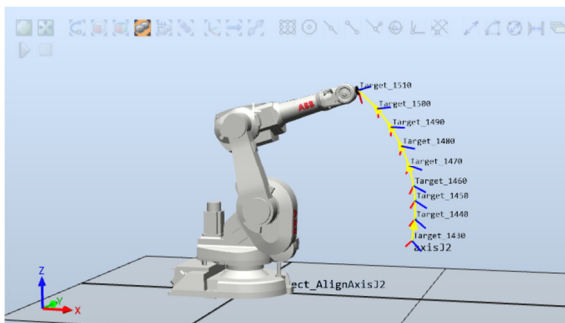 Target_1510
Target_1500
Target_1490
Target_1480
Target_1470
Target_1460
Target_1450
Target_1440
Target_1430
axisJ2
ect_AlignAxisJ2
ABB
Z
Y
X